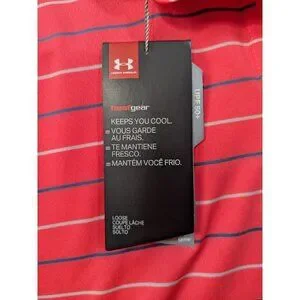 UNDER ARMOUR
heatgear
UPF 50+
KEEPS YOU COOL.
=VOUS GARDE
AU FRAIS.
=TE MANTIENE
FRESCO.
=MANTÉM VOCÊ FRIO.
LOOSE
COUPE LÂCHE
SUELTO
SOLTO